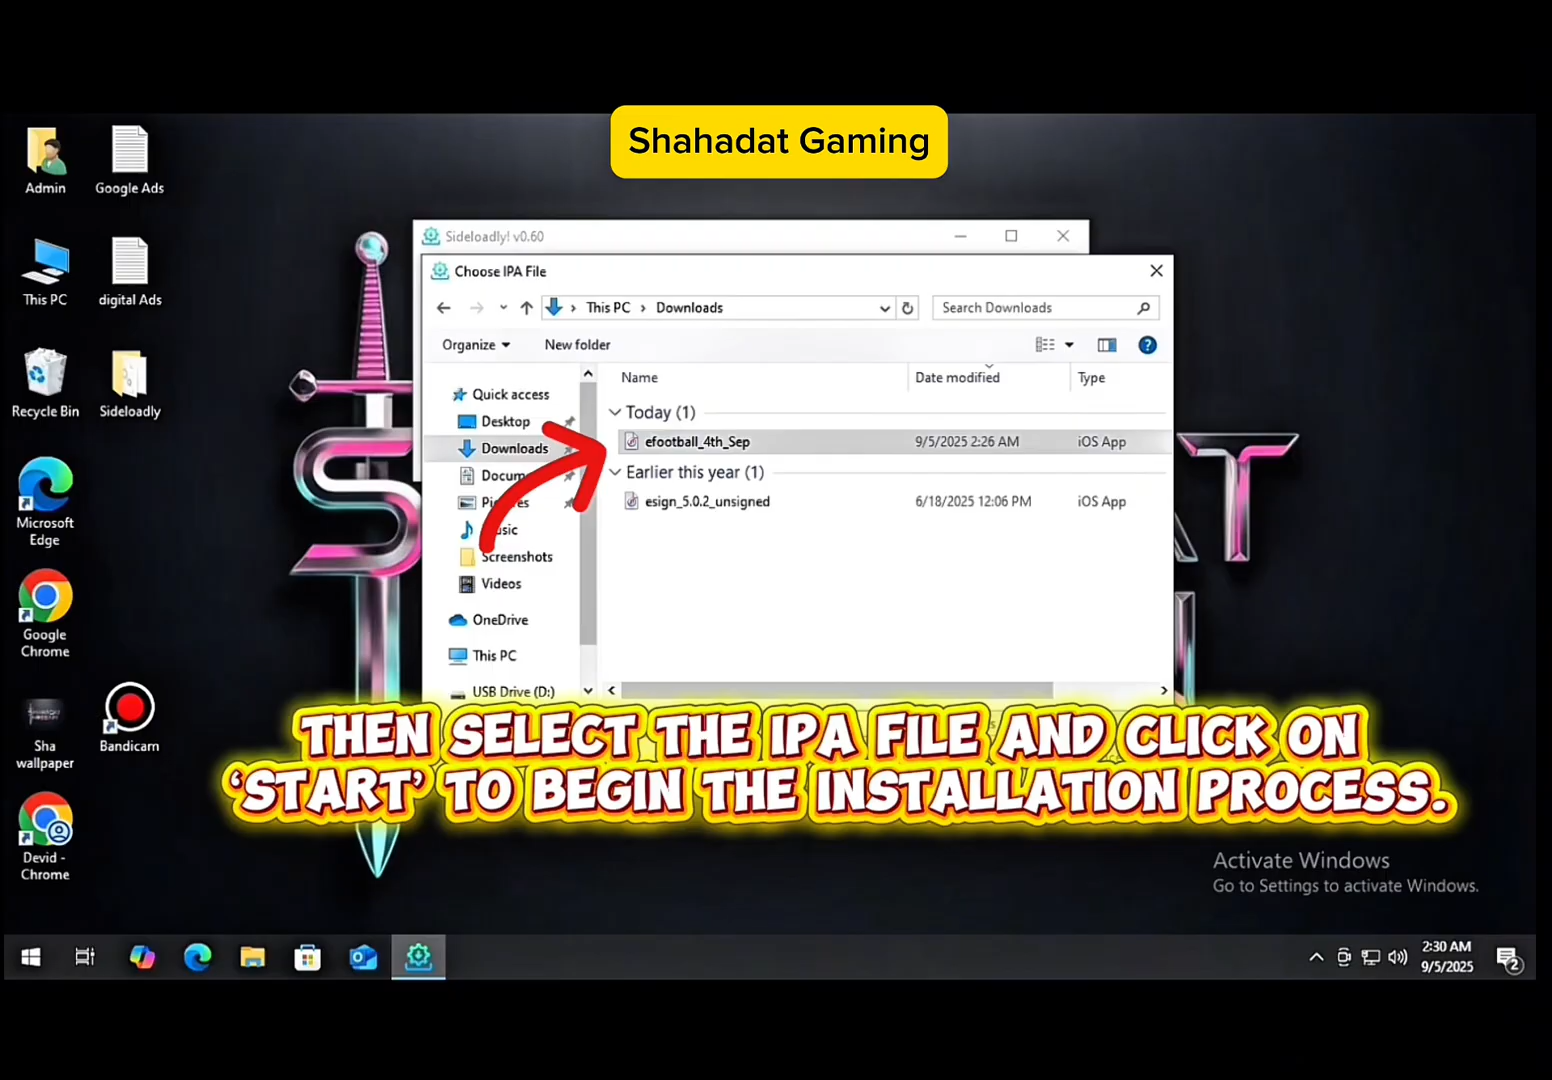 Shahadat Gaming
Admin
Google Ads
This PC
digital Ads
Recycle Bin
Sideloadly
Microsoft
Edge
Google
Chrome
Sha
wallpaper
Bandicam
Devid -
Chrome
Sideloadly! v0.60
Choose IPA File
This PC > Downloads
Search Downloads
Organize
New folder
Name
Date modified
Type
Quick access
Desktop
Downloads
Screenshots
Videos
OneDrive
This PC
USB Drive (D:)
Today (1)
efootball_4th_Sep 9/5/2025 2:26 AM iOS App
Earlier this year (1)
esign_5.0.2_unsigned 6/18/2025 12:06 PM iOS App
THEN SELECT THE IPA FILE AND CLICK ON
‘START’ TO BEGIN THE INSTALLATION PROCESS.
Activate Windows
Go to Settings to activate Windows.
2:30 AM
9/5/2025
2